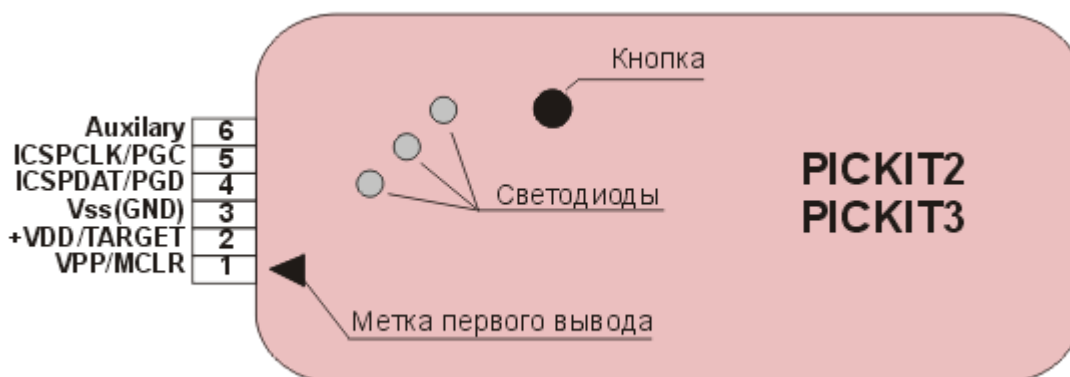 Кнопка
Auxilary 6
ICSPCLK/PGC 5
ICSPDAT/PGD 4
Vss(GND) 3
+VDD/TARGET 2
VPP/MCLR 1
Светодиоды
PICKIT2
PICKIT3
Метка первого вывода